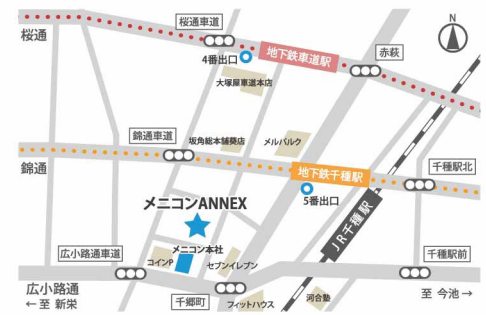 桜通
桜通車道
4番出口
地下鉄車道駅
赤萩
N
大塚屋車道本店
錦通車道
坂角総本舗葵店
メルパルク
錦通
地下鉄千種駅
千種駅北
5番出口
メニコンANNEX
JR千種駅
広小路通車道
メニコン本社
コインP
セブンイレブン
千種駅前
広小路通
←至 新栄
千郷町
フィットハウス
河合塾
至 今池→